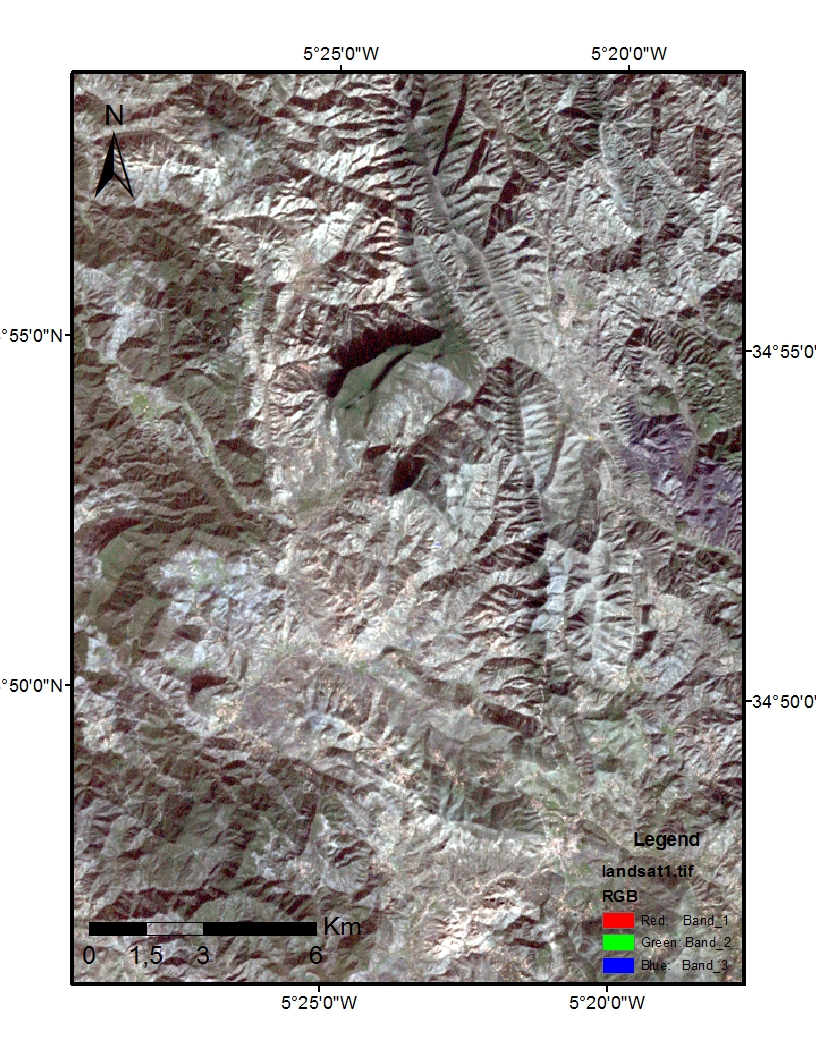 5°25'0"W 5°20'0"W
N
°55'0"N
34°55'0"
°50'0"N
34°50'0"
Legend
landsat1.tif
RGB
Red: Band_1
Green: Band_2
Blue: Band_3
Km
0 1,5 3 6
5°25'0"W 5°20'0"W